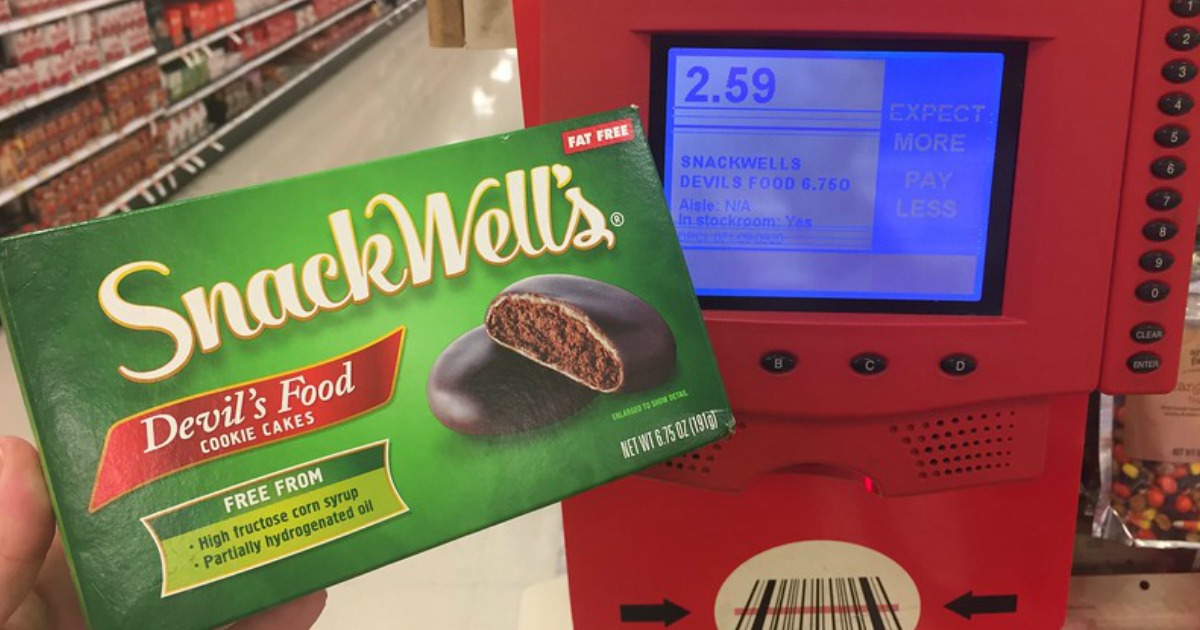 FAT FREE
SnackWell's®
Devil's Food
COOKIE CAKES
ENLARGED TO SHOW DETAIL
NET WT 6.75 OZ (191g)
FREE FROM
· High fructose corn syrup
· Partially hydrogenated oil
2.59
SNACKWELLS
DEVILS FOOD 6.75O
Aisle: N/A
In stockroom: Yes
EXPECT
MORE
PAY
LESS
1
2
3
4
5
6
7
8
9
0
CLEAR
ENTER
B
C
D